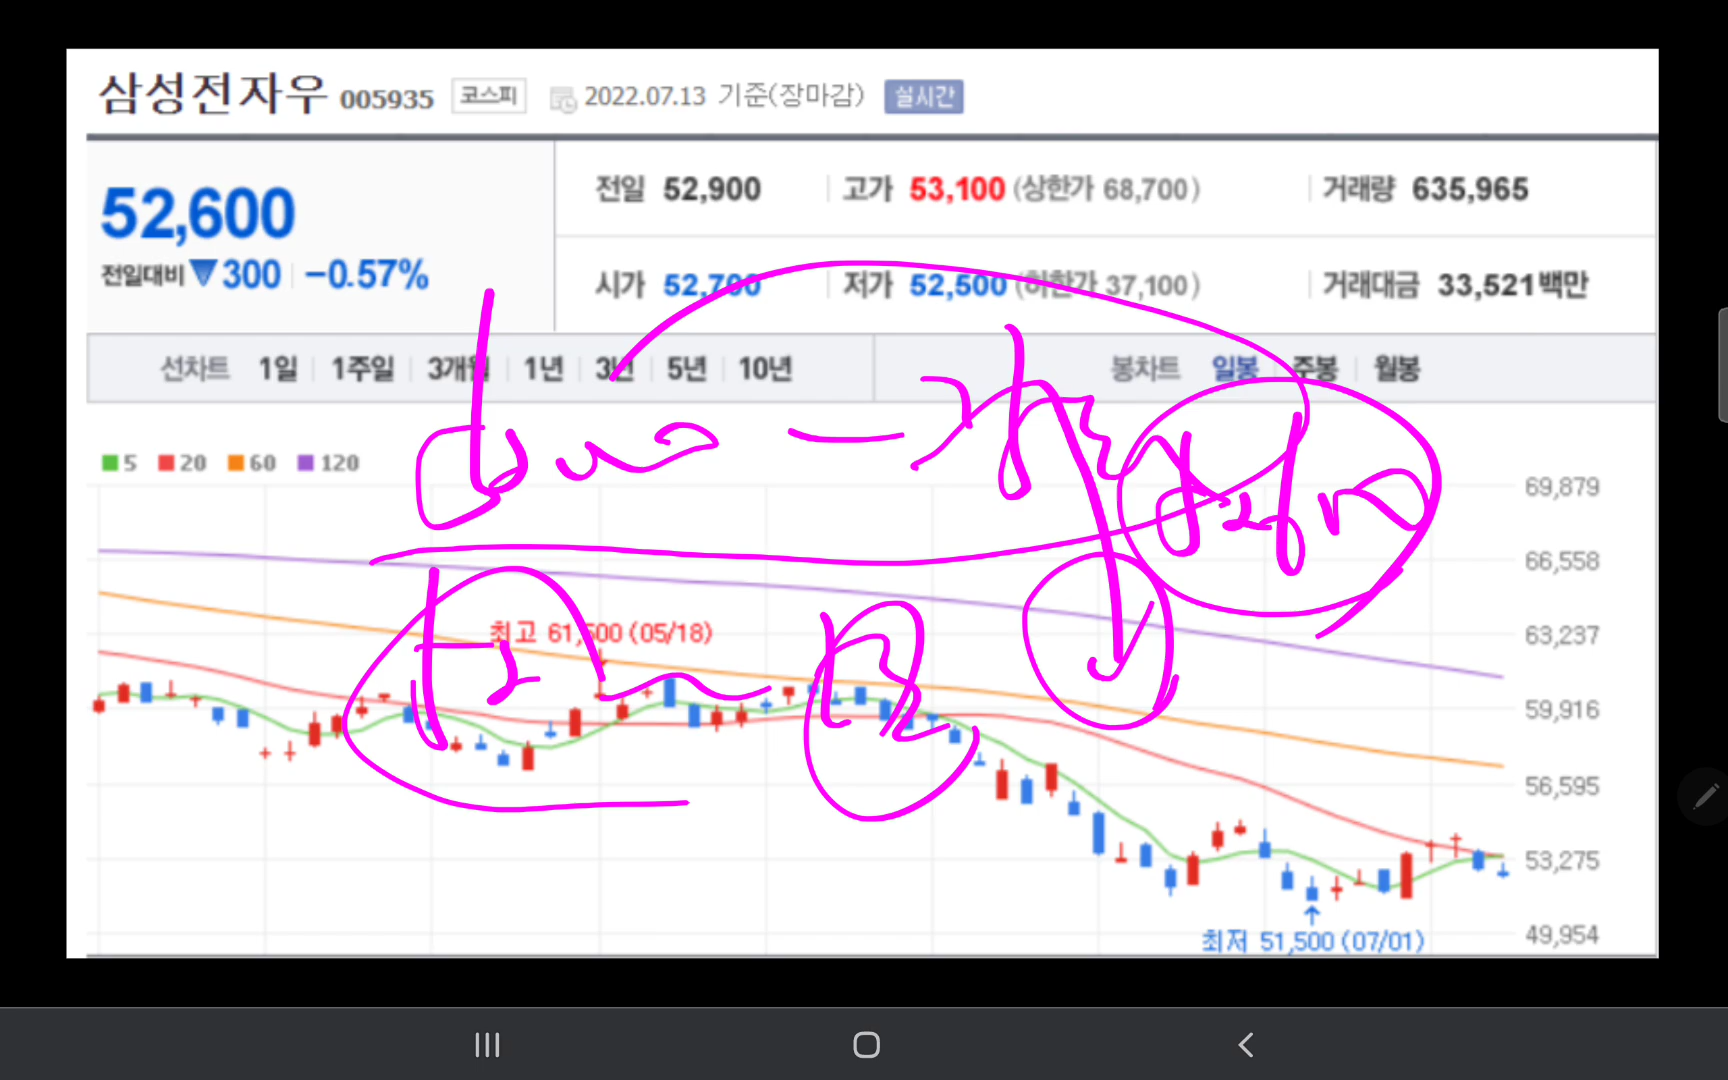 삼성전자우 005935 코스피 2022.07.13 기준(장마감) 실시간
52,600
전일대비 ▼300 -0.57%
전일 52,900 고가 53,100 (상한가 68,700) 거래량 635,965
시가 52,700 저가 52,500 (하한가 37,100) 거래대금 33,521백만
선차트 1일 1주일 3개월 1년 3년 5년 10년 봉차트 일봉 주봉 월봉
5 20 60 120
69,879
66,558
63,237
59,916
56,595
53,275
49,954
최고 61,500 (05/18)
최저 51,500 (07/01)